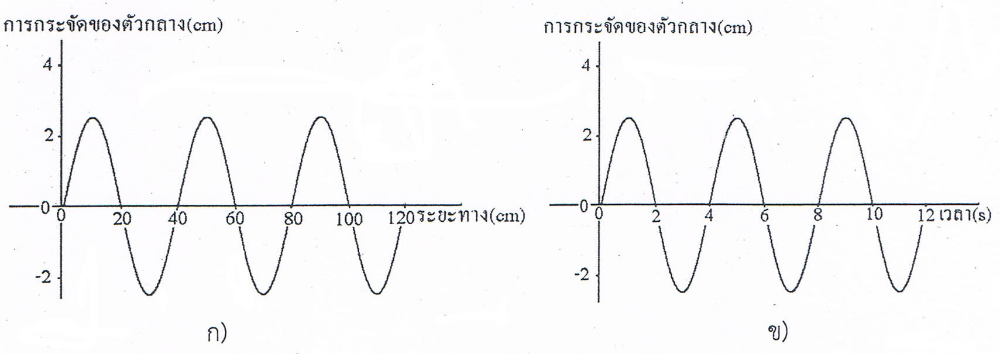 การกระจัดของตัวกลาง(cm)
4
2
0
0 20 40 60 80 100 120 ระยะทาง(cm)
-2
ก)
การกระจัดของตัวกลาง(cm)
4
2
0
0 2 4 6 8 10 12 เวลา(s)
-2
ข)